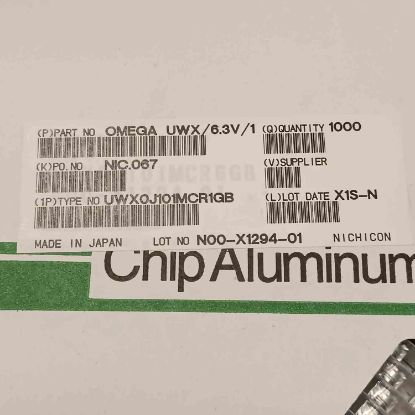 (P)PART NO OMEGA UWX/6.3V/1 (Q)QUANTITY 1000
(K)PO.NO NIC.067 (V)SUPPLIER
(1P)TYPE NO UWX0J101MCR1GB (L)LOT DATE X1S-N
MADE IN JAPAN LOT NO N00-X1294-01 NICHICON
Chip Aluminum